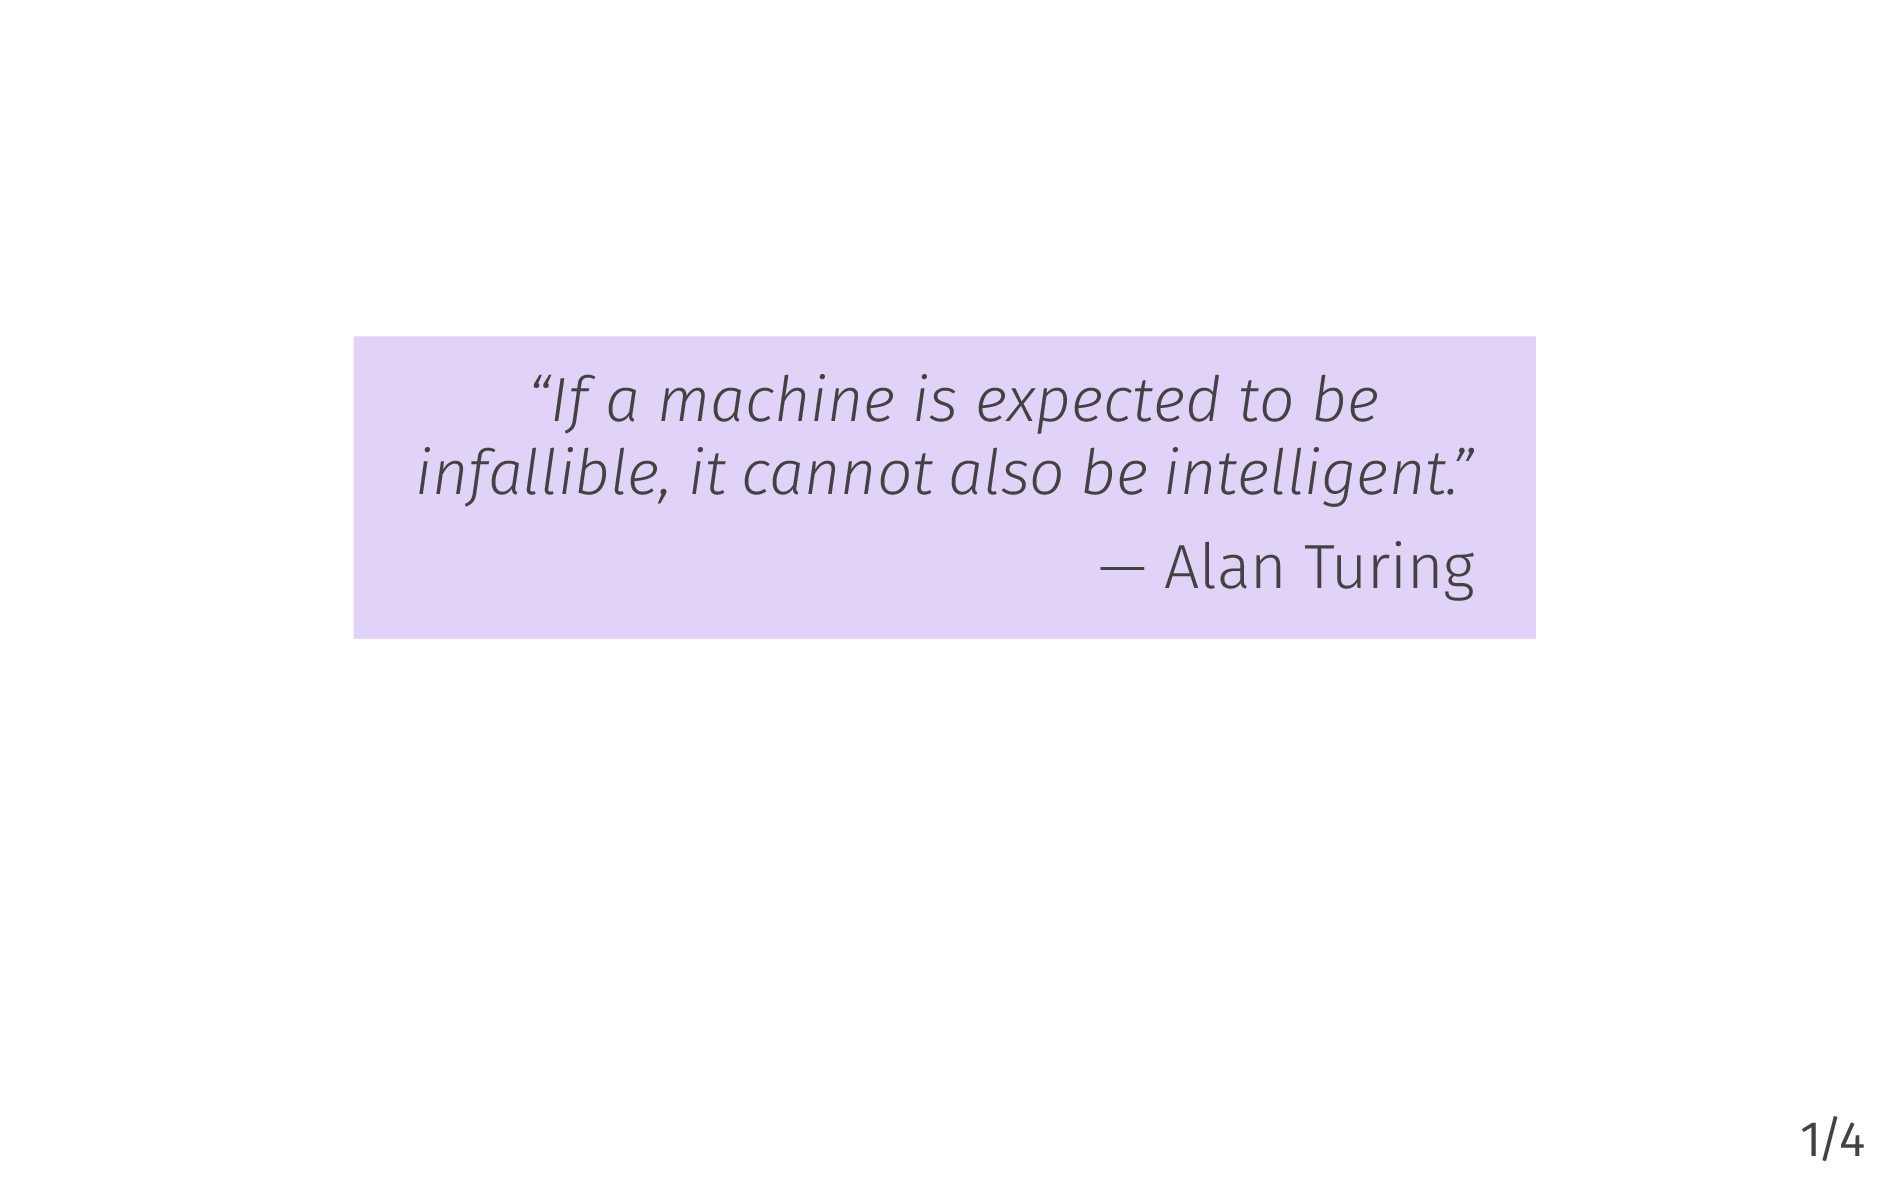 “If a machine is expected to be
infallible, it cannot also be intelligent.”
— Alan Turing
1/4